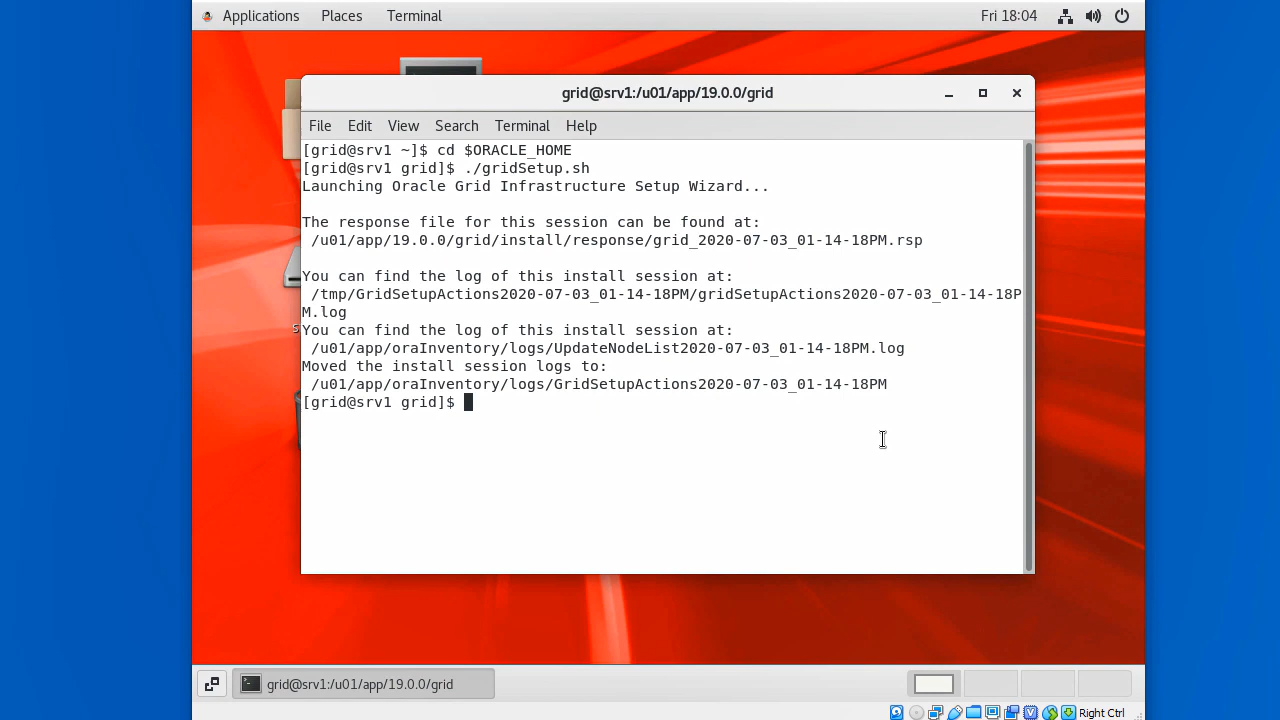 Applications Places Terminal Fri 18:04
grid@srv1:/u01/app/19.0.0/grid
File Edit View Search Terminal Help
[grid@srv1 ~]$ cd $ORACLE_HOME
[grid@srv1 grid]$ ./gridSetup.sh
Launching Oracle Grid Infrastructure Setup Wizard...
The response file for this session can be found at:
/u01/app/19.0.0/grid/install/response/grid_2020-07-03_01-14-18PM.rsp
You can find the log of this install session at:
/tmp/GridSetupActions2020-07-03_01-14-18PM/gridSetupActions2020-07-03_01-14-18P
M.log
You can find the log of this install session at:
/u01/app/oraInventory/logs/UpdateNodeList2020-07-03_01-14-18PM.log
Moved the install session logs to:
/u01/app/oraInventory/logs/GridSetupActions2020-07-03_01-14-18PM
[grid@srv1 grid]$
grid@srv1:/u01/app/19.0.0/grid
Right Ctrl